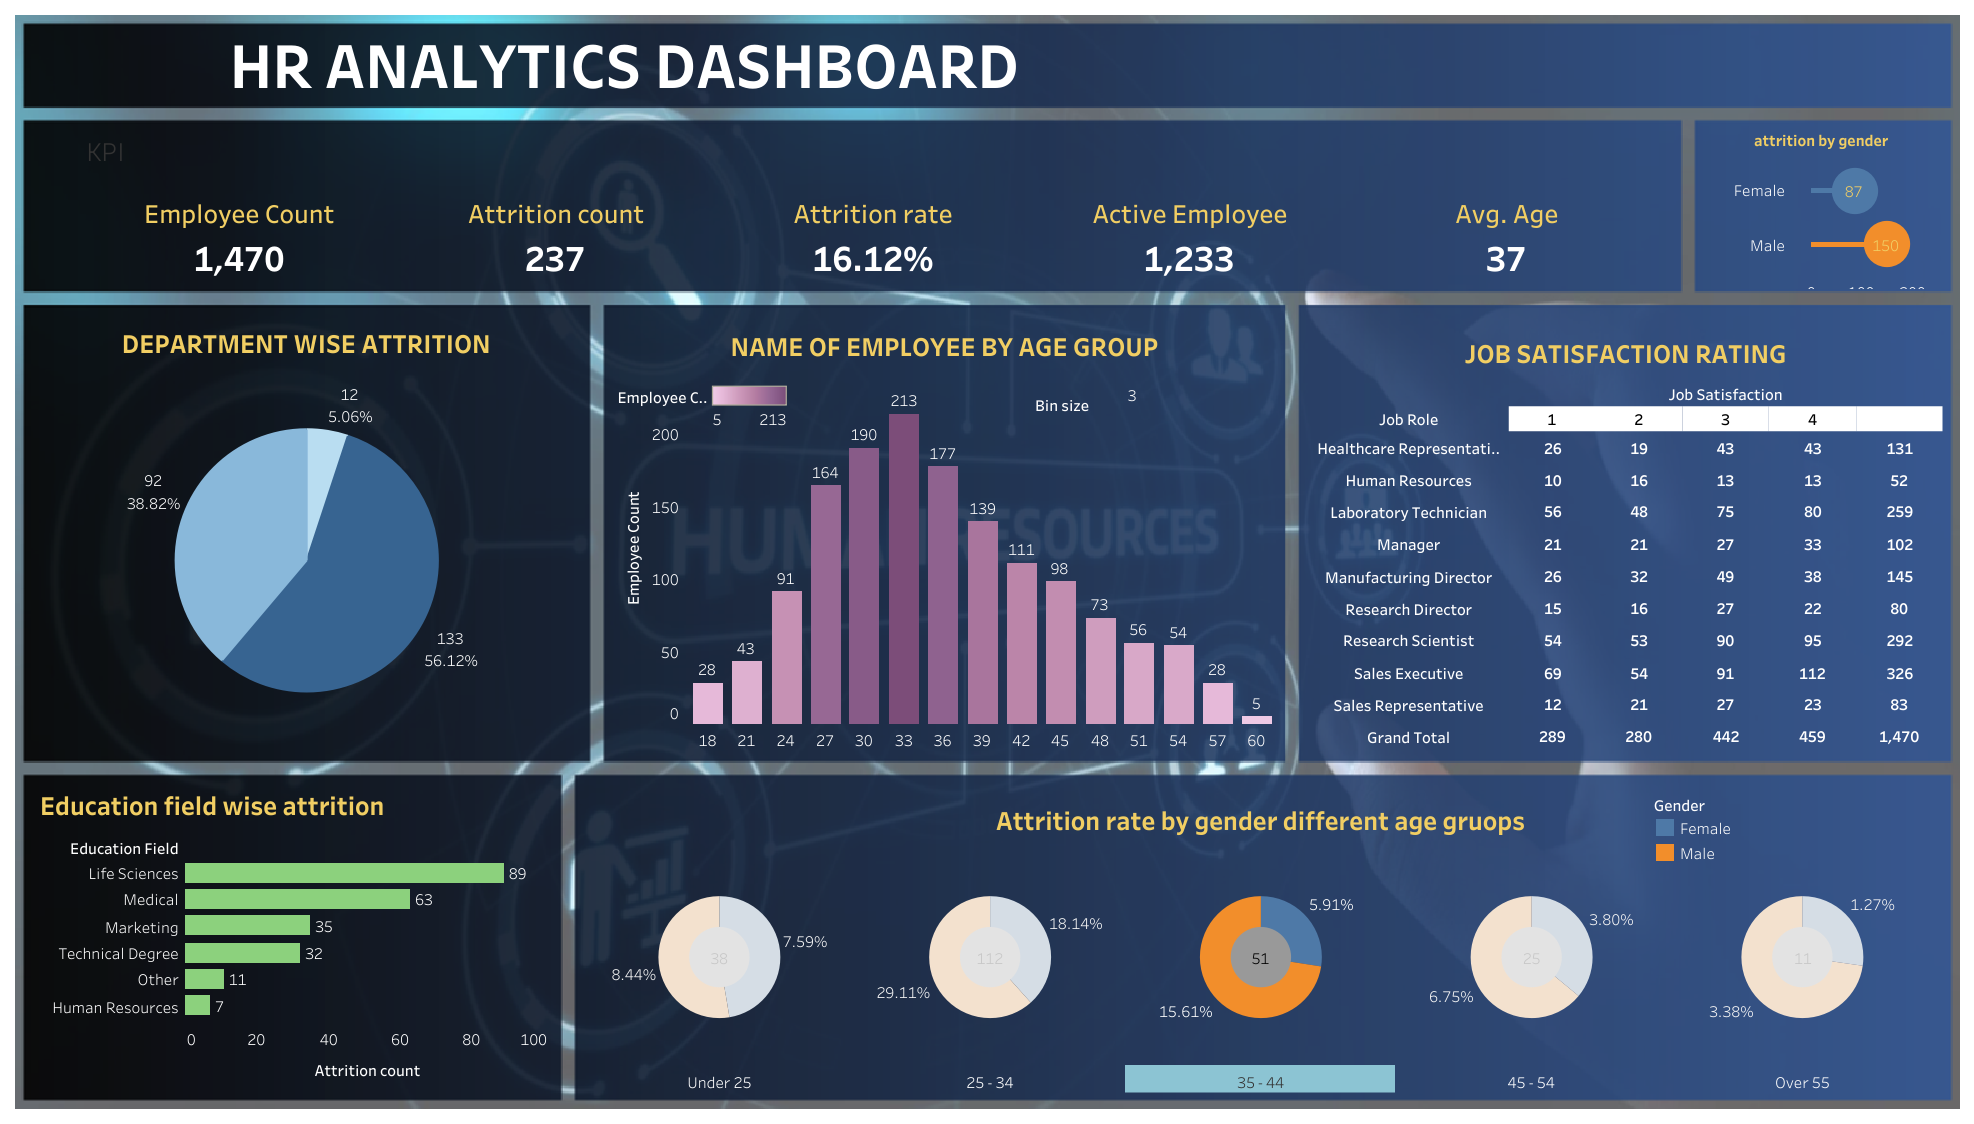 HR ANALYTICS DASHBOARD
KPI
Employee Count
1,470
Attrition count
237
Attrition rate
16.12%
Active Employee
1,233
Avg. Age
37
attrition by gender
Female 87
Male 150
DEPARTMENT WISE ATTRITION
12
5.06%
92
38.82%
133
56.12%
NAME OF EMPLOYEE BY AGE GROUP
Employee C..
5 213
Bin size
3
Employee Count
200
150
100
50
0
28 43 91 164 190 213 177 139 111 98 73 56 54 28 5
18 21 24 27 30 33 36 39 42 45 48 51 54 57 60
HUMAN RESOURCES
JOB SATISFACTION RATING
Job Satisfaction
Job Role 1 2 3 4
Healthcare Representati.. 26 19 43 43 131
Human Resources 10 16 13 13 52
Laboratory Technician 56 48 75 80 259
Manager 21 21 27 33 102
Manufacturing Director 26 32 49 38 145
Research Director 15 16 27 22 80
Research Scientist 54 53 90 95 292
Sales Executive 69 54 91 112 326
Sales Representative 12 21 27 23 83
Grand Total 289 280 442 459 1,470
Education field wise attrition
Education Field
Life Sciences 89
Medical 63
Marketing 35
Technical Degree 32
Other 11
Human Resources 7
0 20 40 60 80 100
Attrition count
Attrition rate by gender different age gruops
Gender
Female
Male
7.59%
38
8.44%
18.14%
112
29.11%
5.91%
51
15.61%
3.80%
25
6.75%
1.27%
11
3.38%
Under 25 25 - 34 35 - 44 45 - 54 Over 55